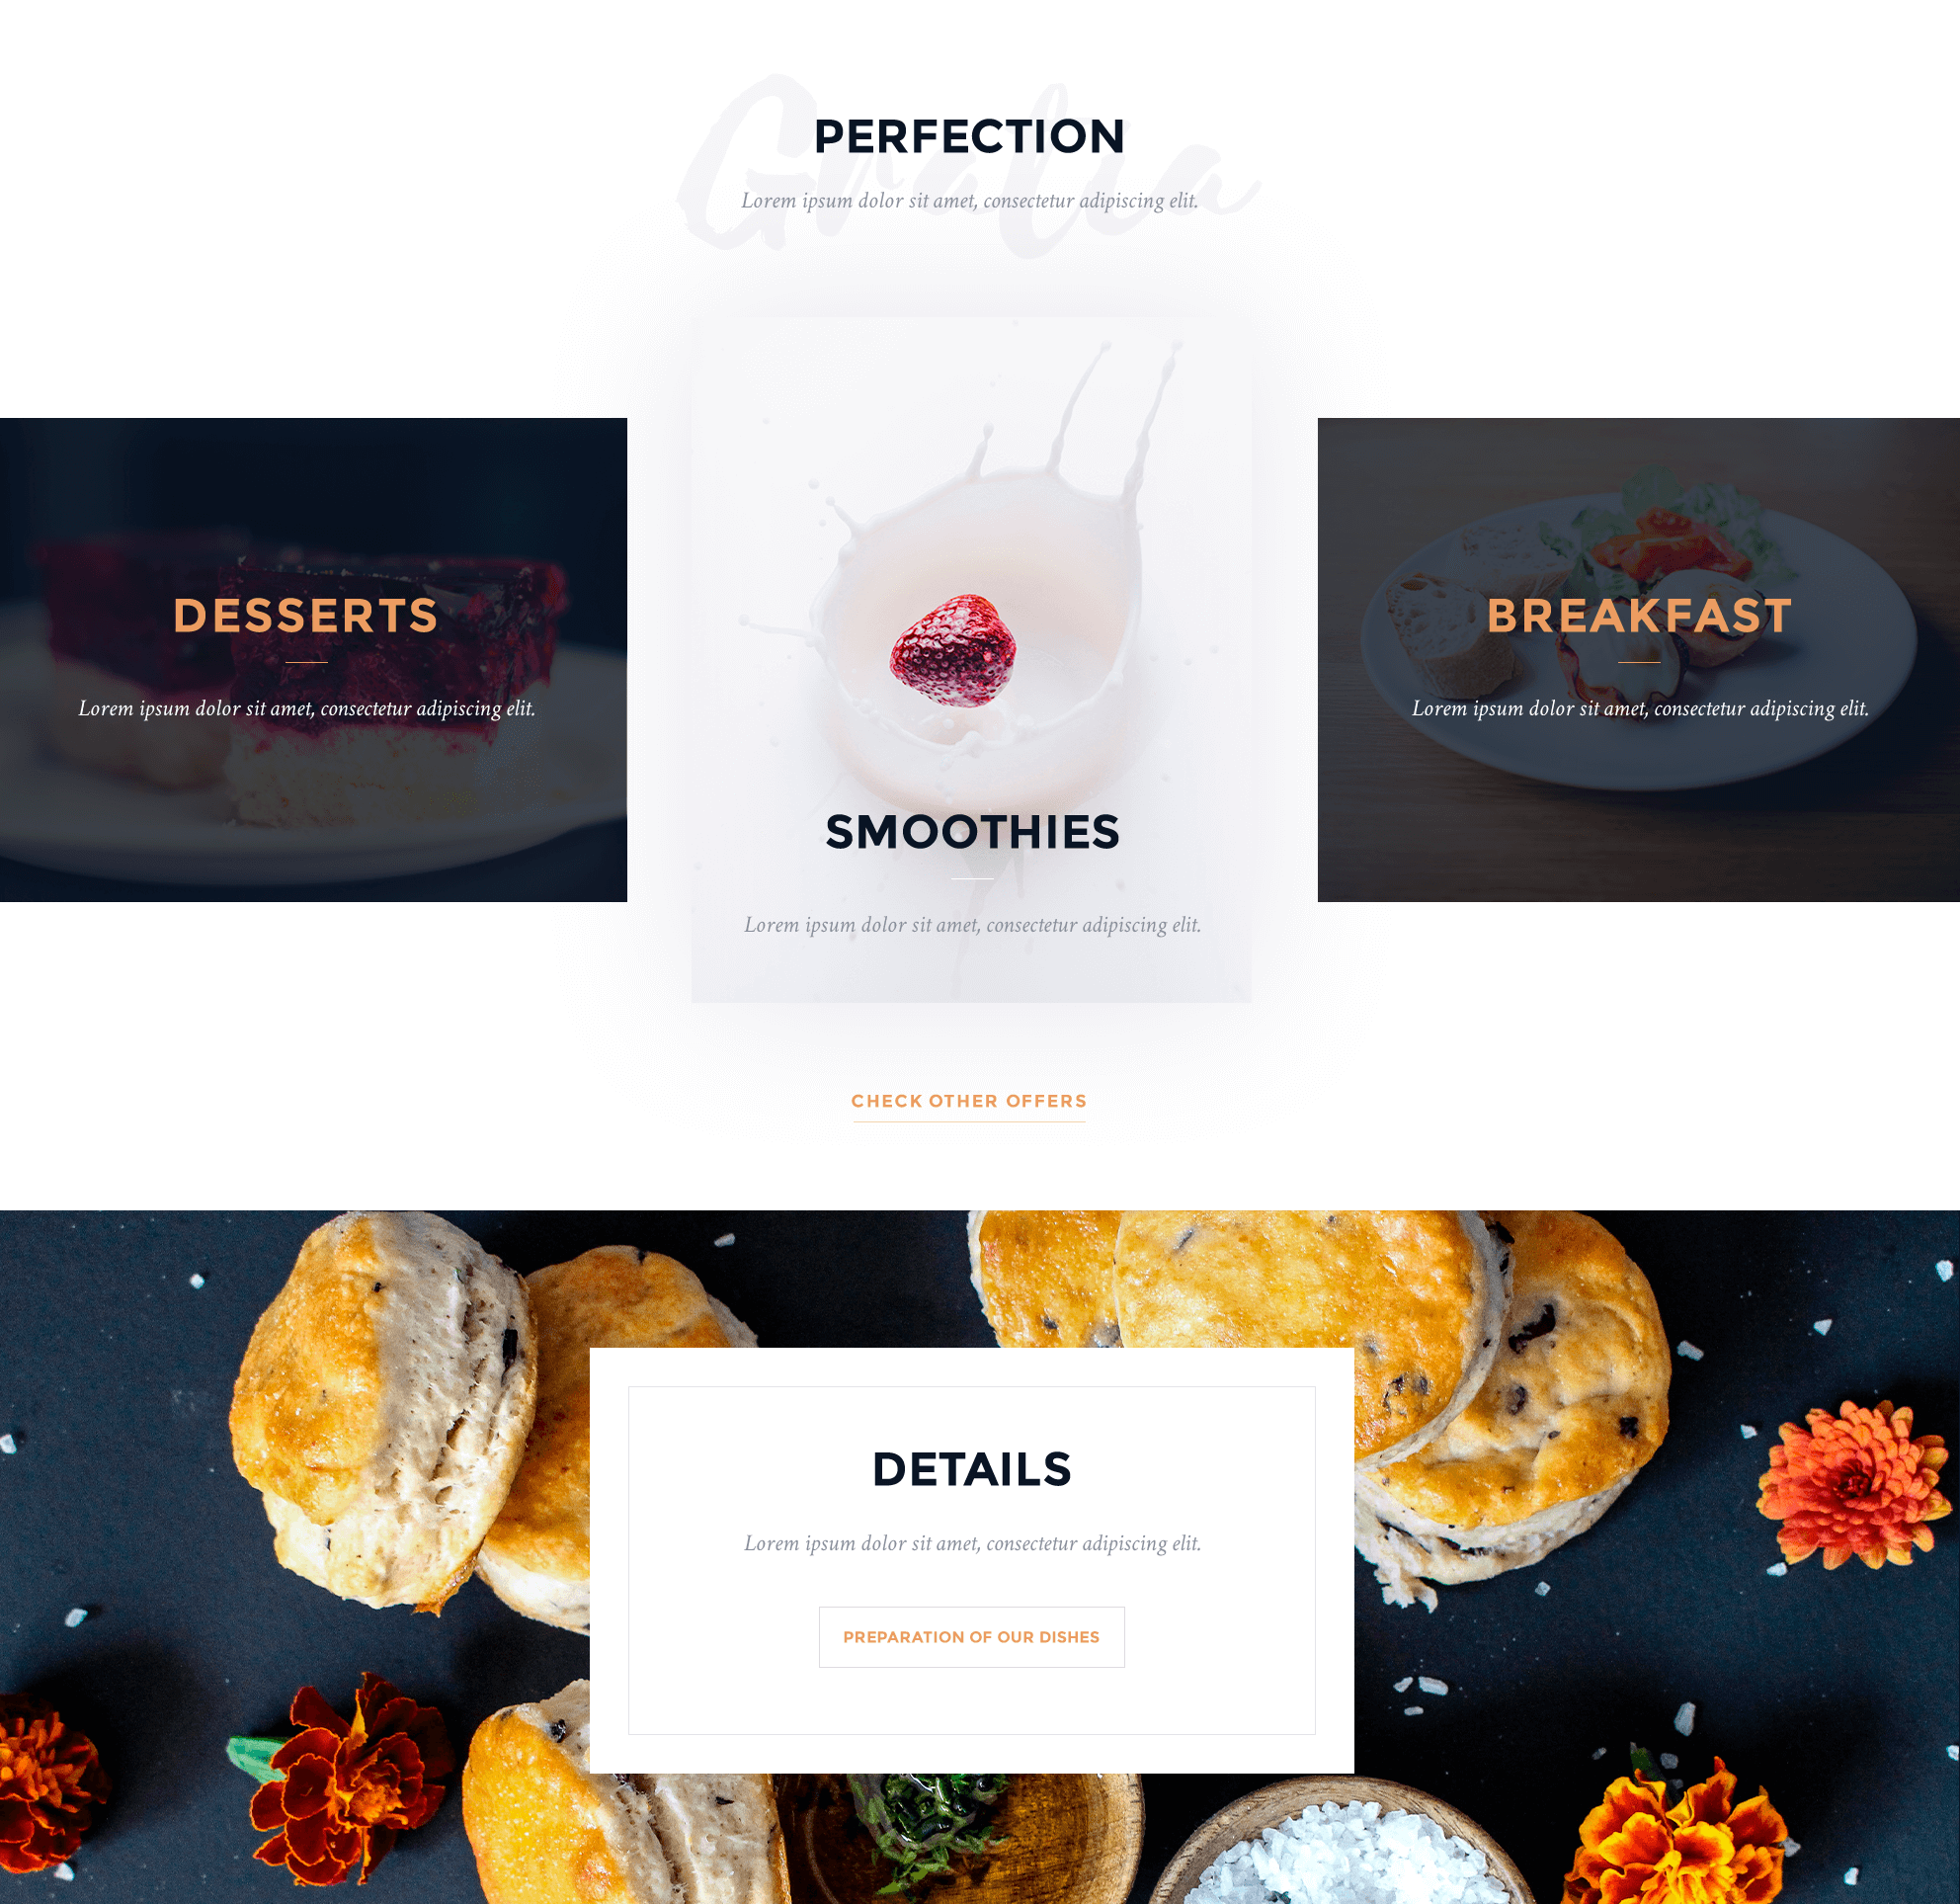 Gratia
PERFECTION
Lorem ipsum dolor sit amet, consectetur adipiscing elit.
DESSERTS
Lorem ipsum dolor sit amet, consectetur adipiscing elit.
SMOOTHIES
Lorem ipsum dolor sit amet, consectetur adipiscing elit.
BREAKFAST
Lorem ipsum dolor sit amet, consectetur adipiscing elit.
CHECK OTHER OFFERS
DETAILS
Lorem ipsum dolor sit amet, consectetur adipiscing elit.
PREPARATION OF OUR DISHES